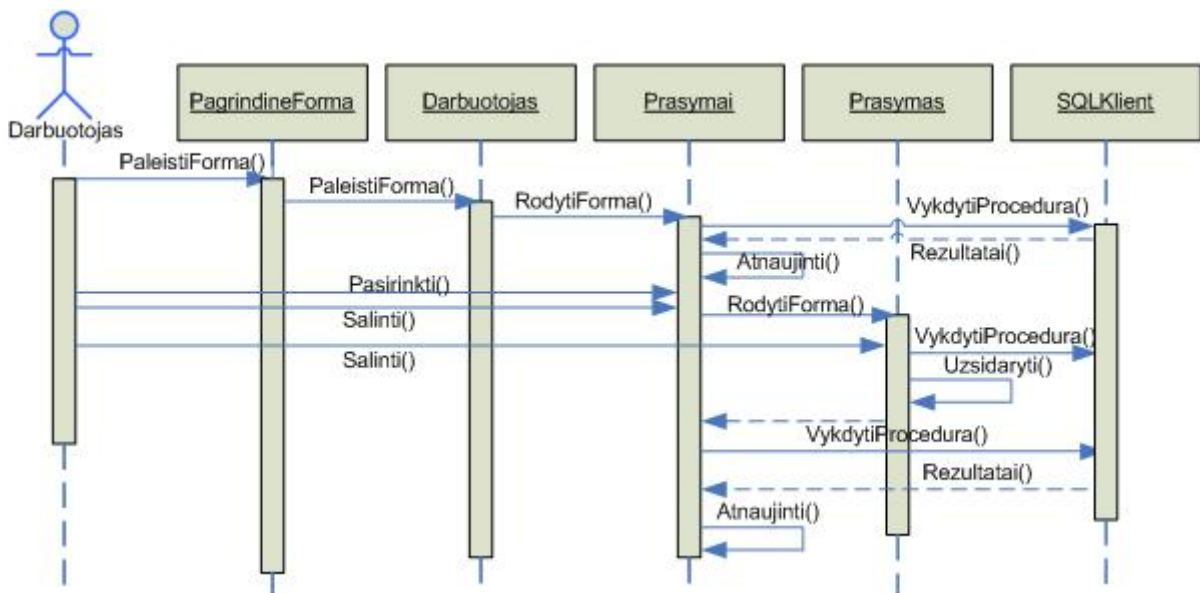 Darbuotojas
PagrindineForma
Darbuotojas
Prasymai
Prasymas
SQLKlient
PaleistiForma()
PaleistiForma()
RodytiForma()
VykdytiProcedura()
Rezultatai()
Atnaujinti()
Pasirinkti()
Salinti()
RodytiForma()
Salinti()
VykdytiProcedura()
Uzsidaryti()
VykdytiProcedura()
Rezultatai()
Atnaujinti()